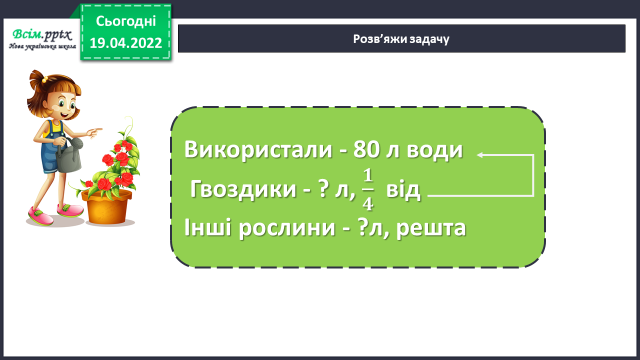 Всім.pptx
Нова українська школа
Сьогодні
19.04.2022
Розв’яжи задачу
Використали - 80 л води
Гвоздики - ? л, 1/4 від
Інші рослини - ?л, решта